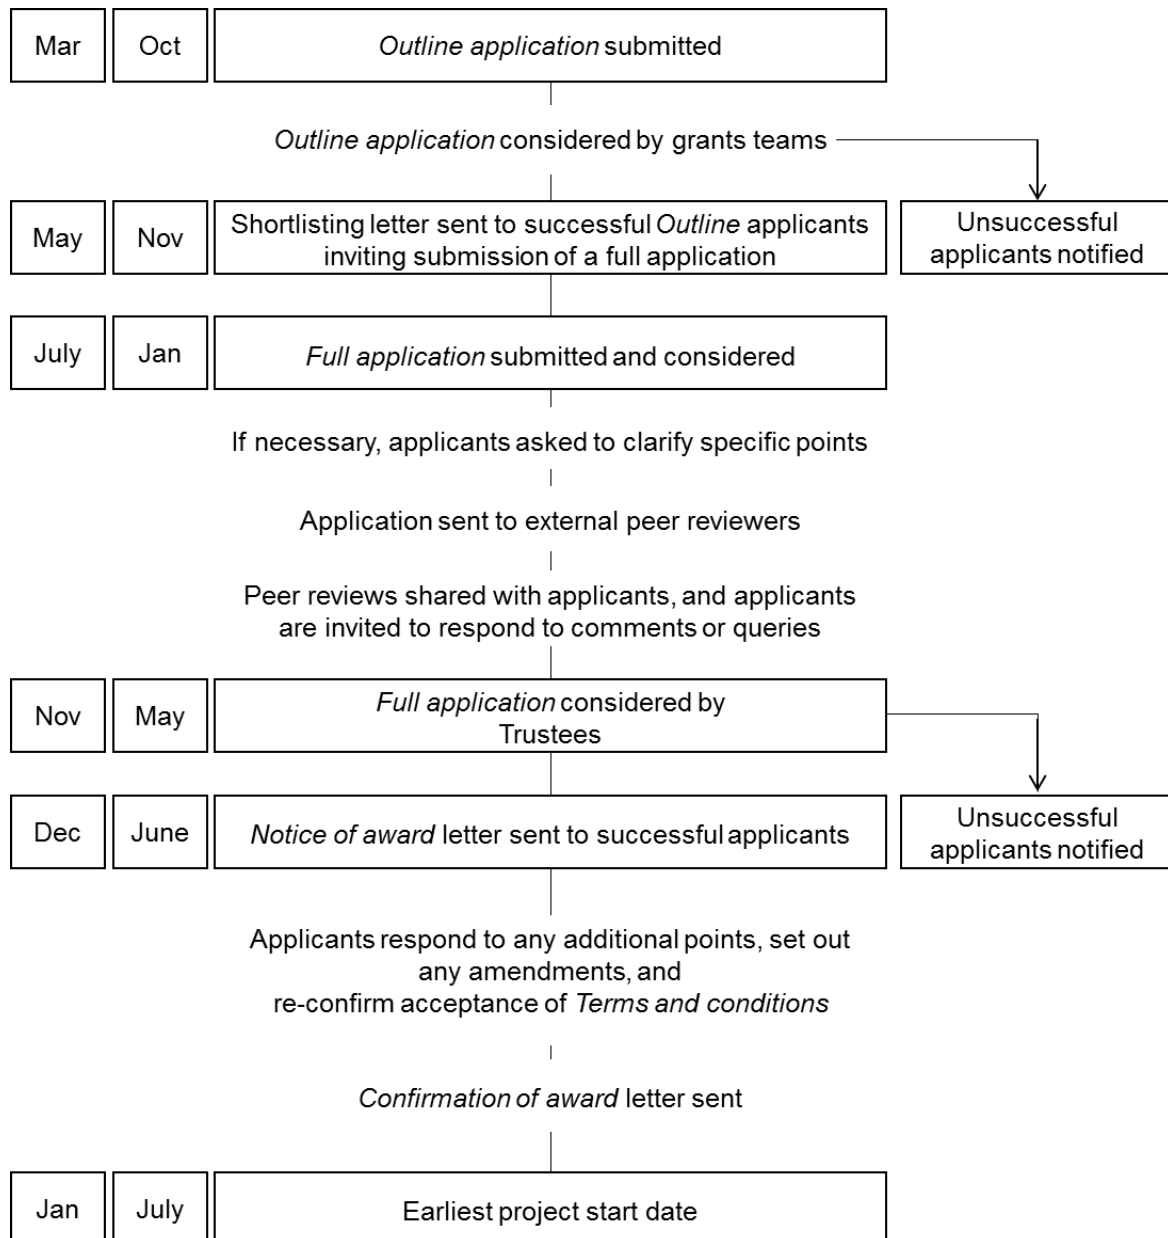 Mar Oct Outline application submitted
Outline application considered by grants teams
May Nov Shortlisting letter sent to successful Outline applicants
inviting submission of a full application
Unsuccessful
applicants notified
July Jan Full application submitted and considered
If necessary, applicants asked to clarify specific points
Application sent to external peer reviewers
Peer reviews shared with applicants, and applicants
are invited to respond to comments or queries
Nov May Full application considered by
Trustees
Dec June Notice of award letter sent to successful applicants
Unsuccessful
applicants notified
Applicants respond to any additional points, set out
any amendments, and
re-confirm acceptance of Terms and conditions
Confirmation of award letter sent
Jan July Earliest project start date